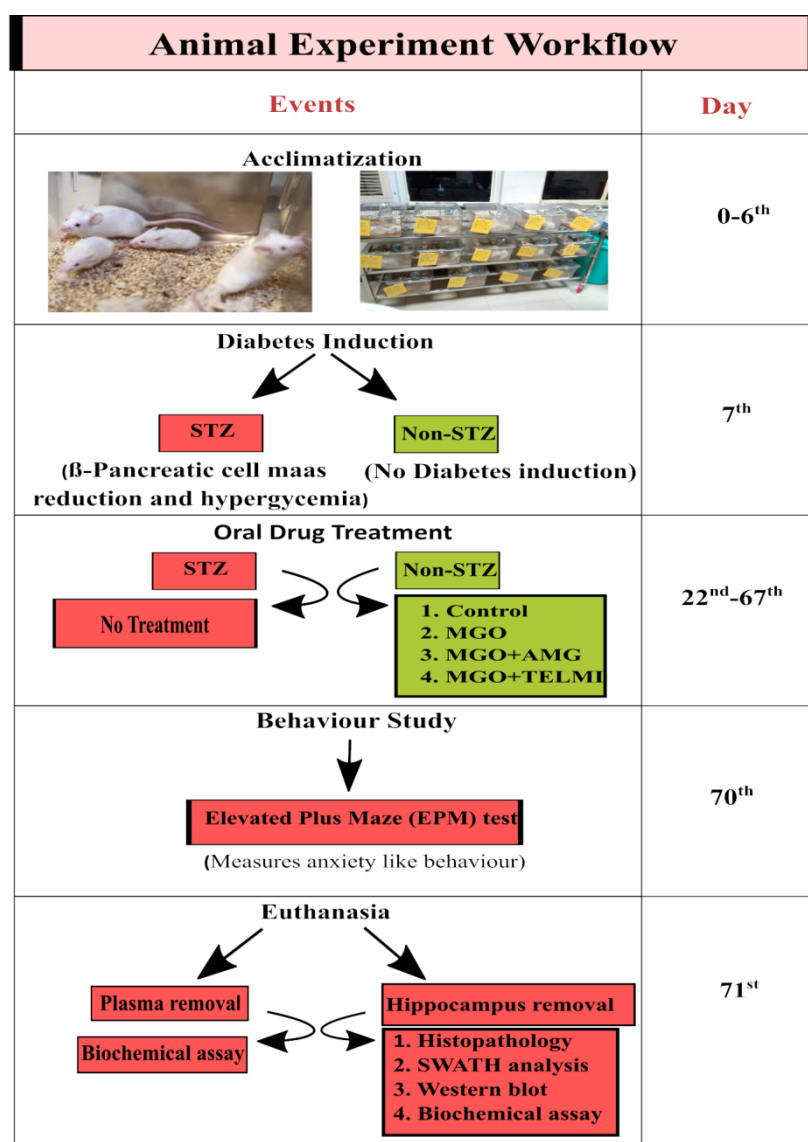 Animal Experiment Workflow
Events
Day
Acclimatization
0-6th
Diabetes Induction
7th
STZ
Non-STZ
(ß-Pancreatic cell maas
reduction and hypergycemia)
(No Diabetes induction)
Oral Drug Treatment
22nd-67th
STZ
Non-STZ
No Treatment
1. Control
2. MGO
3. MGO+AMG
4. MGO+TELMI
Behaviour Study
70th
Elevated Plus Maze (EPM) test
(Measures anxiety like behaviour)
Euthanasia
71st
Plasma removal
Hippocampus removal
Biochemical assay
1. Histopathology
2. SWATH analysis
3. Western blot
4. Biochemical assay